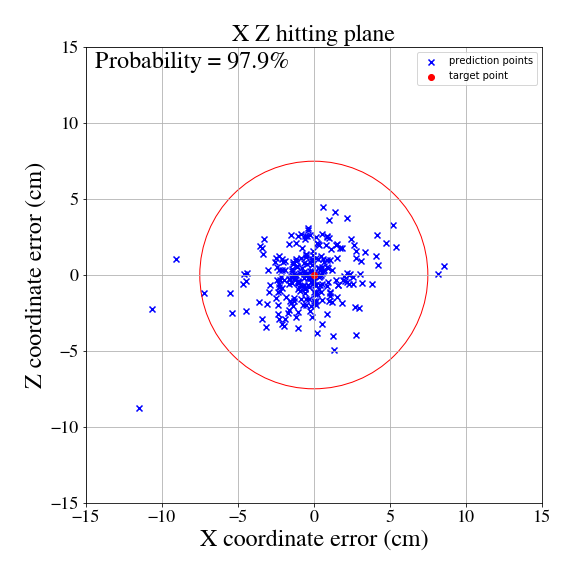 X Z hitting plane
Probability = 97.9%
prediction points
target point
Z coordinate error (cm)
15
10
5
0
−5
−10
−15
−15
−10
−5
0
5
10
15
X coordinate error (cm)